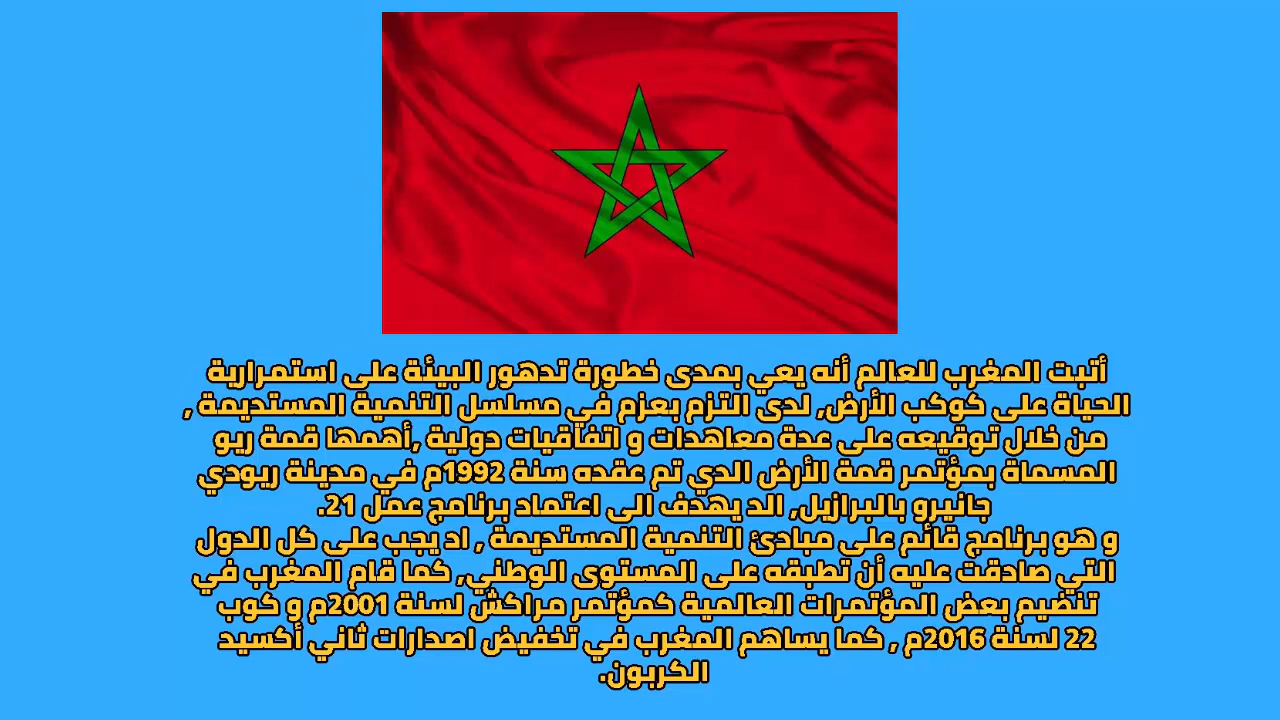 أتبت المغرب للعالم أنه يعي بمدى خطورة تدهور البيئة على استمرارية
الحياة على كوكب الأرض, لدى التزم بعزم في مسلسل التنمية المستديمة ,
من خلال توقيعه على عدة معاهدات و اتفاقيات دولية ,أهمها قمة ريو
المسماة بمؤتمر قمة الأرض الدي تم عقده سنة 1992م في مدينة ريودي
جانيرو بالبرازيل, الد يهدف الى اعتماد برنامج عمل 21.
و هو برنامج قائم على مبادئ التنمية المستديمة , اد يجب على كل الدول
التي صادقت عليه أن تطبقه على المستوى الوطني, كما قام المغرب في
تنضيم بعض المؤتمرات العالمية كمؤتمر مراكش لسنة 2001م و كوب
22 لسنة 2016م , كما يساهم المغرب في تخفيض اصدارات ثاني أكسيد
الكربون.